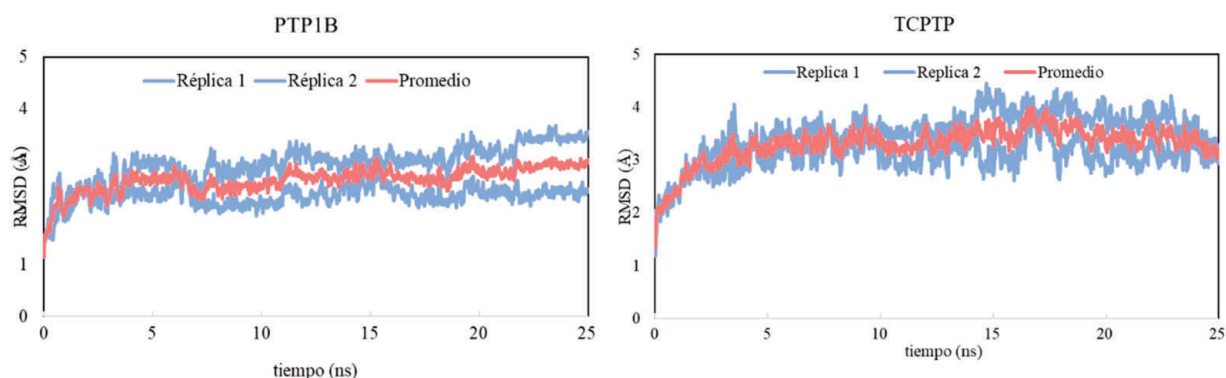 PTP1B
5
Réplica 1 Réplica 2 Promedio
4
3
2
1
0
RMSD (Å)
0 5 10 15 20 25
tiempo (ns)
TCPTP
5
Replica 1 Replica 2 Promedio
4
3
2
1
0
RMSD (Å)
0 5 10 15 20 25
tiempo (ns)